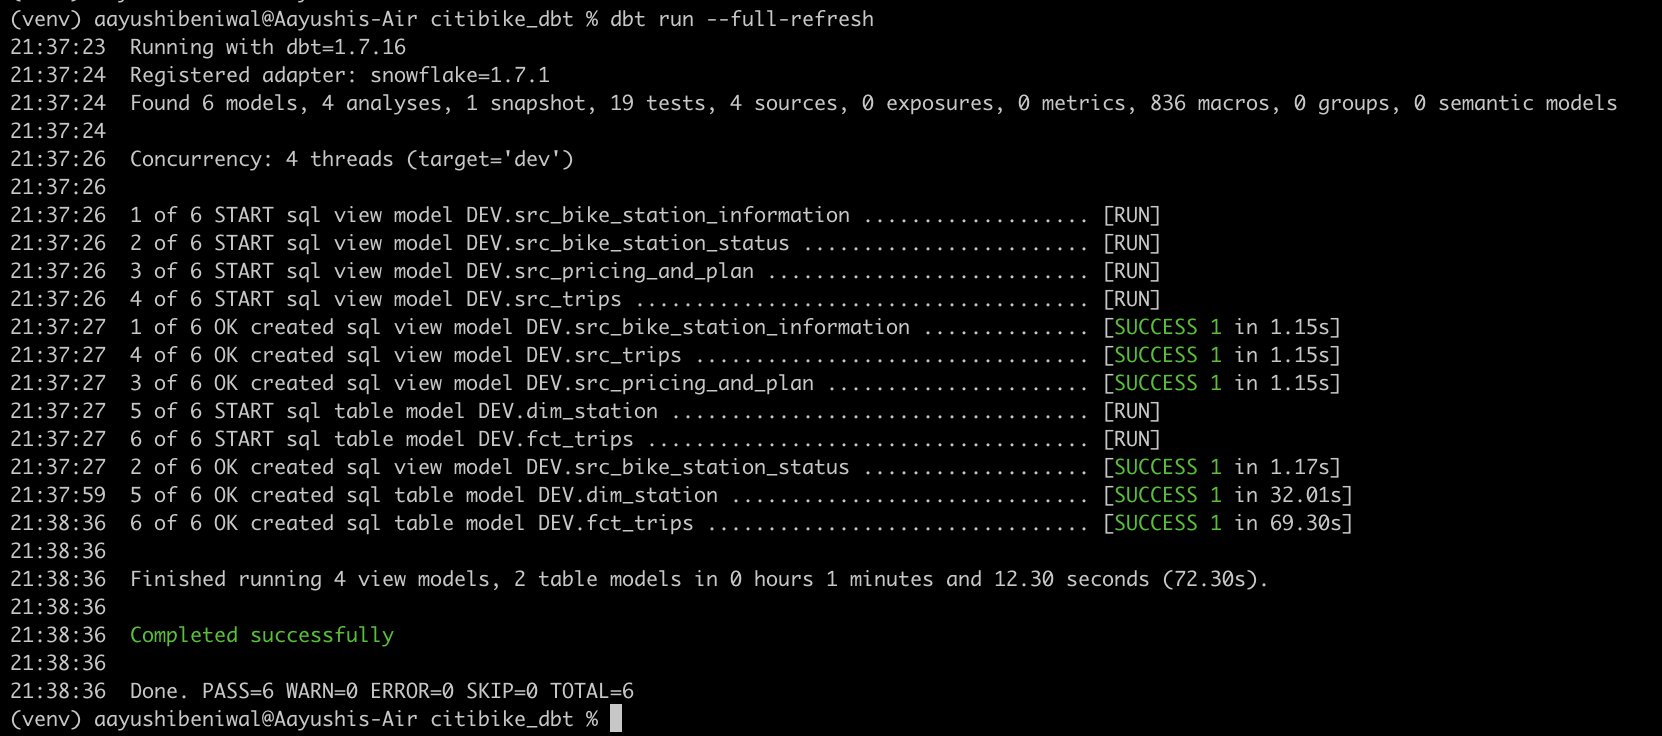 (venv) aayushibeniwal@Aayushis-Air citibike_dbt % dbt run --full-refresh
21:37:23  Running with dbt=1.7.16
21:37:24  Registered adapter: snowflake=1.7.1
21:37:24  Found 6 models, 4 analyses, 1 snapshot, 19 tests, 4 sources, 0 exposures, 0 metrics, 836 macros, 0 groups, 0 semantic models
21:37:24
21:37:26  Concurrency: 4 threads (target='dev')
21:37:26
21:37:26  1 of 6 START sql view model DEV.src_bike_station_information ................... [RUN]
21:37:26  2 of 6 START sql view model DEV.src_bike_station_status ........................ [RUN]
21:37:26  3 of 6 START sql view model DEV.src_pricing_and_plan ........................... [RUN]
21:37:26  4 of 6 START sql view model DEV.src_trips ...................................... [RUN]
21:37:27  1 of 6 OK created sql view model DEV.src_bike_station_information .............. [SUCCESS 1 in 1.15s]
21:37:27  4 of 6 OK created sql view model DEV.src_trips ................................. [SUCCESS 1 in 1.15s]
21:37:27  3 of 6 OK created sql view model DEV.src_pricing_and_plan ...................... [SUCCESS 1 in 1.15s]
21:37:27  5 of 6 START sql table model DEV.dim_station ................................... [RUN]
21:37:27  6 of 6 START sql table model DEV.fct_trips ..................................... [RUN]
21:37:27  2 of 6 OK created sql view model DEV.src_bike_station_status ................... [SUCCESS 1 in 1.17s]
21:37:59  5 of 6 OK created sql table model DEV.dim_station .............................. [SUCCESS 1 in 32.01s]
21:38:36  6 of 6 OK created sql table model DEV.fct_trips ................................ [SUCCESS 1 in 69.30s]
21:38:36
21:38:36  Finished running 4 view models, 2 table models in 0 hours 1 minutes and 12.30 seconds (72.30s).
21:38:36
21:38:36  Completed successfully
21:38:36
21:38:36  Done. PASS=6 WARN=0 ERROR=0 SKIP=0 TOTAL=6
(venv) aayushibeniwal@Aayushis-Air citibike_dbt %